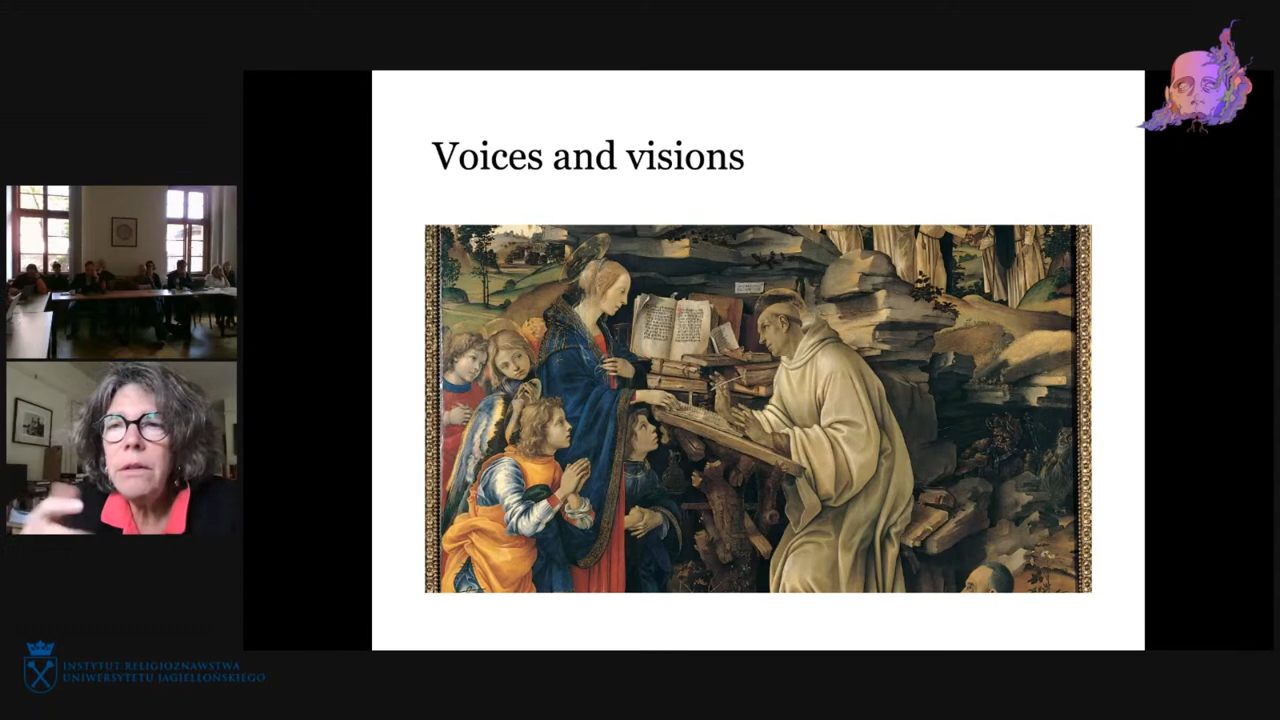 Voices and visions
INSTYTUT RELIGIOZNAWSTWA
UNIWERSYTETU JAGIELLOŃSKIEGO